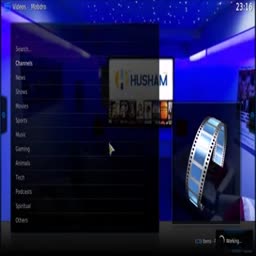 Videos - Mobdro
23:16
HUSHAM
Search...
Channels
News
Shows
Movies
Sports
Music
Gaming
Animals
Tech
Podcasts
Spiritual
Others
Items -
Working...